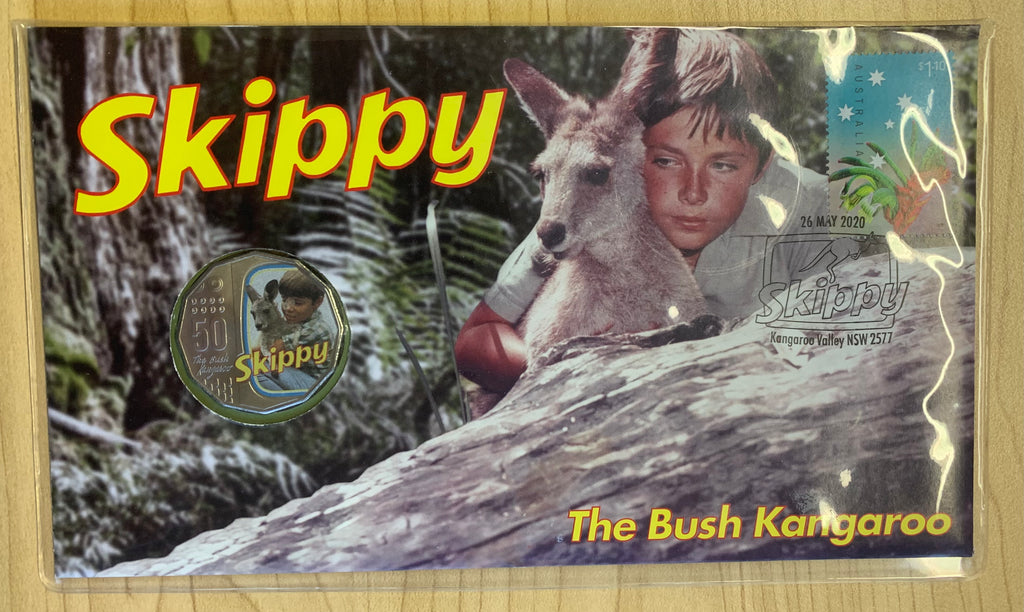 Skippy
$1.10
AUSTRALIA
26 MAY 2020
Skippy
Kangaroo Valley NSW 2577
50
The Bush
Kangaroo
Skippy
The Bush Kangaroo